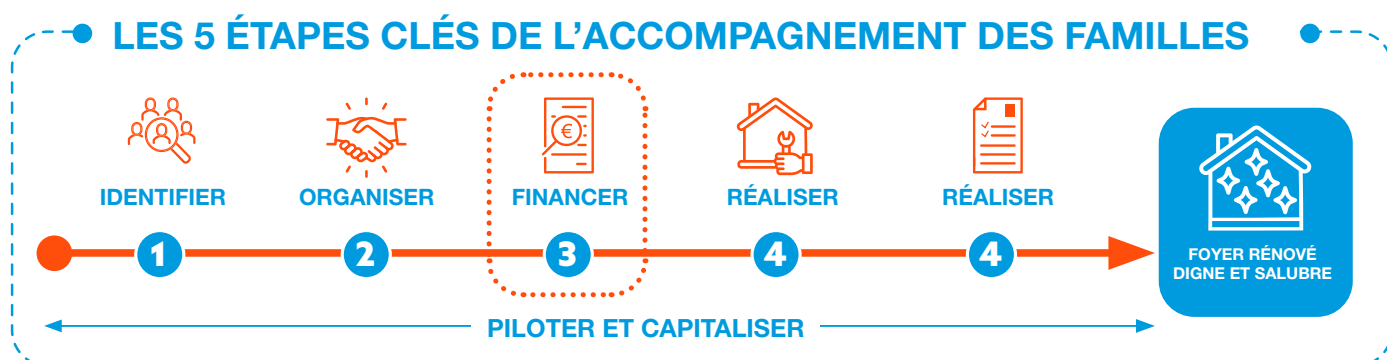 LES 5 ÉTAPES CLÉS DE L'ACCOMPAGNEMENT DES FAMILLES
€
IDENTIFIER
ORGANISER
FINANCER
RÉALISER
RÉALISER
1
2
3
4
4
FOYER RÉNOVÉ
DIGNE ET SALUBRE
PILOTER ET CAPITALISER